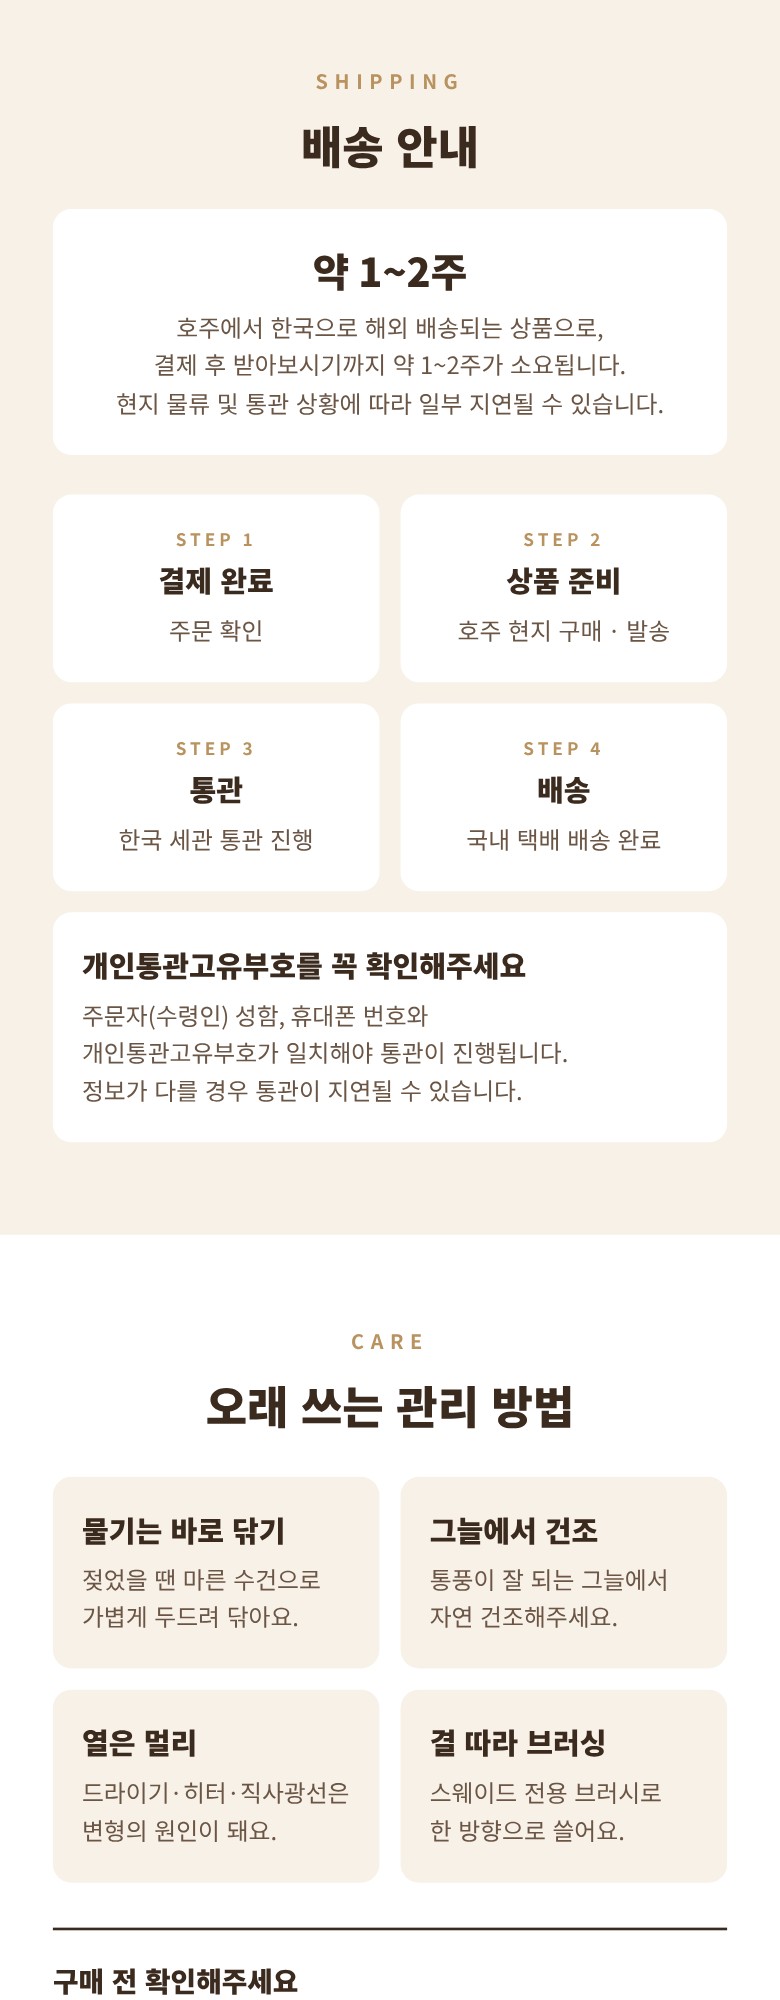 SHIPPING
배송 안내
약 1~2주
호주에서 한국으로 해외 배송되는 상품으로,
결제 후 받아보시기까지 약 1~2주가 소요됩니다.
현지 물류 및 통관 상황에 따라 일부 지연될 수 있습니다.
STEP 1
결제 완료
주문 확인
STEP 2
상품 준비
호주 현지 구매 · 발송
STEP 3
통관
한국 세관 통관 진행
STEP 4
배송
국내 택배 배송 완료
개인통관고유부호를 꼭 확인해주세요
주문자(수령인) 성함, 휴대폰 번호와
개인통관고유부호가 일치해야 통관이 진행됩니다.
정보가 다를 경우 통관이 지연될 수 있습니다.
CARE
오래 쓰는 관리 방법
물기는 바로 닦기
젖었을 땐 마른 수건으로
가볍게 두드려 닦아요.
그늘에서 건조
통풍이 잘 되는 그늘에서
자연 건조해주세요.
열은 멀리
드라이기·히터·직사광선은
변형의 원인이 돼요.
결 따라 브러싱
스웨이드 전용 브러시로
한 방향으로 쓸어요.
구매 전 확인해주세요